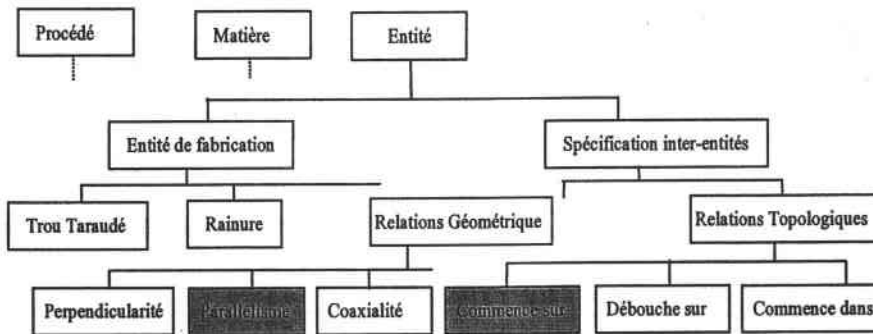 Procédé
Matière
Entité
Entité de fabrication
Spécification inter-entités
Trou Taraudé
Rainure
Relations Géométrique
Relations Topologiques
Perpendicularité
Parallélisme
Coaxialité
Commence sur
Débouche sur
Commence dans